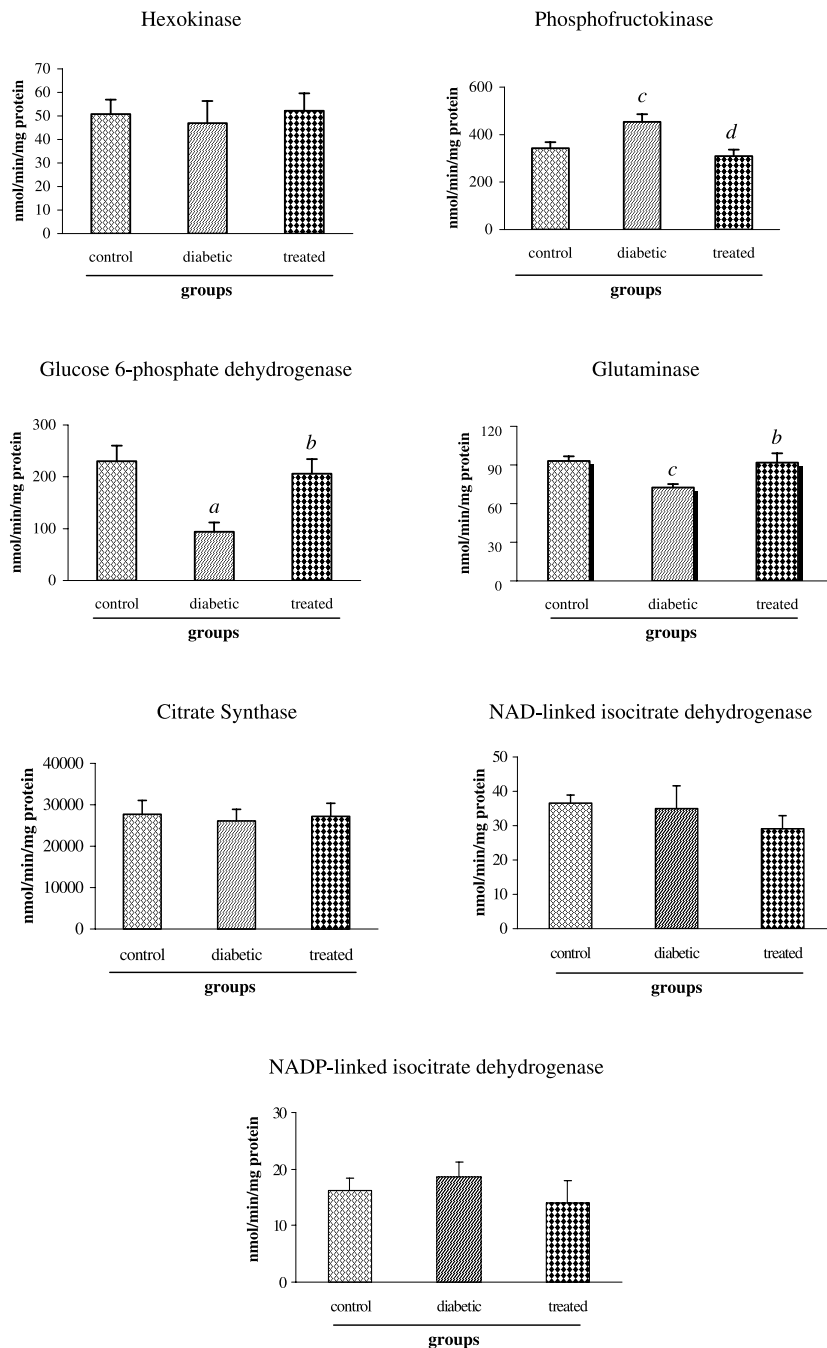 Hexokinase
nmol/min/mg protein
70
60
50
40
30
20
10
0
control diabetic treated
groups
Phosphofructokinase
nmol/min/mg protein
600
400
200
0
c
d
control diabetic treated
groups
Glucose 6-phosphate dehydrogenase
nmol/min/mg protein
300
200
100
0
a
b
control diabetic treated
groups
Glutaminase
nmol/min/mg protein
120
90
60
30
0
c
b
control diabetic treated
groups
Citrate Synthase
nmol/min/mg protein
40000
30000
20000
10000
0
control diabetic treated
groups
NAD-linked isocitrate dehydrogenase
nmol/min/mg protein
50
40
30
20
10
0
control diabetic treated
groups
NADP-linked isocitrate dehydrogenase
nmol/min/mg protein
30
20
10
0
control diabetic treated
groups